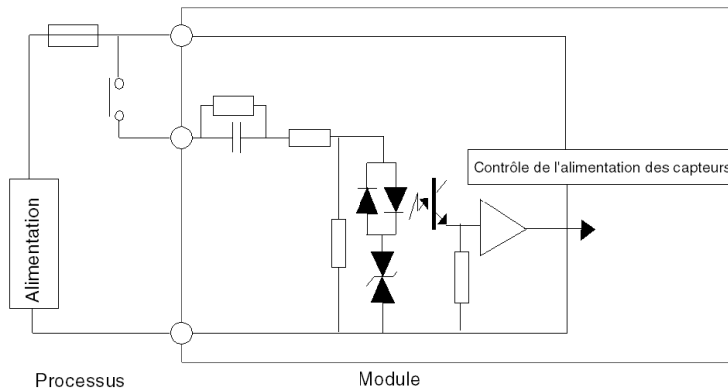 Contrôle de l'alimentation des capteurs
Alimentation
Processus
Module